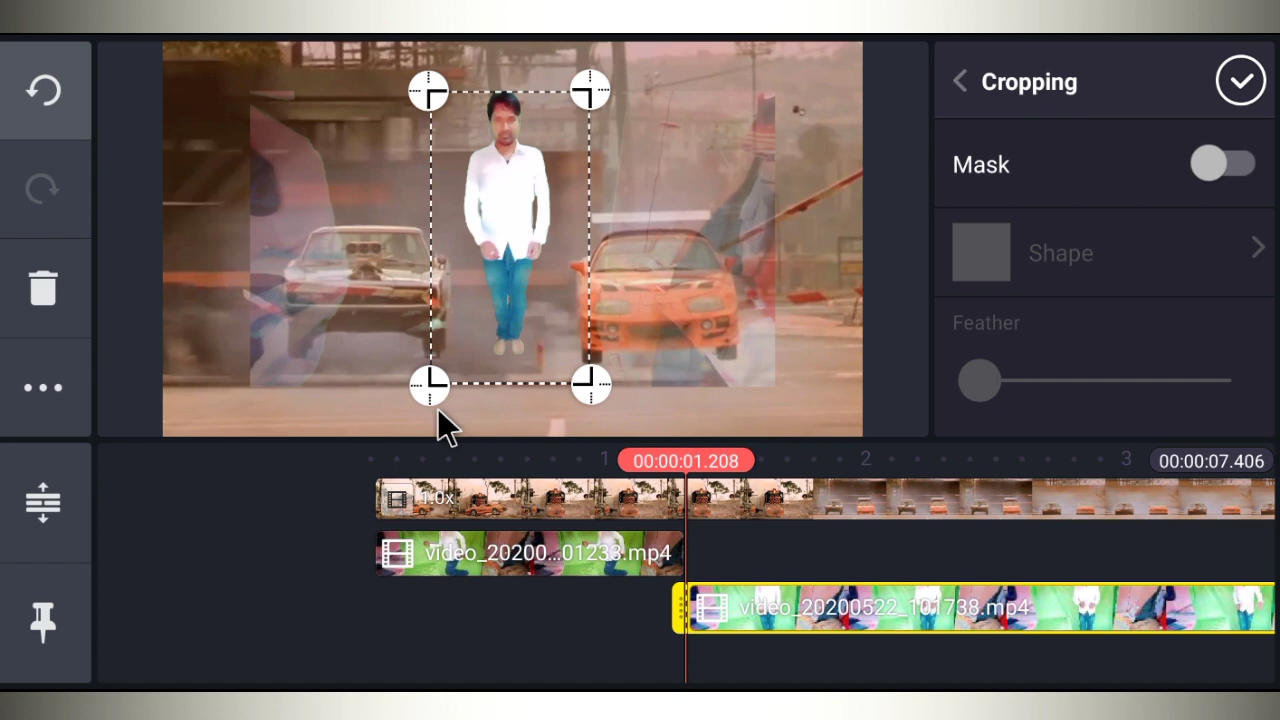 Cropping
Mask
Shape
Feather
1
00:00:01.208
2
3
00:00:07.406
1.0x
video_20200...01233.mp4
video_20200522_101738.mp4